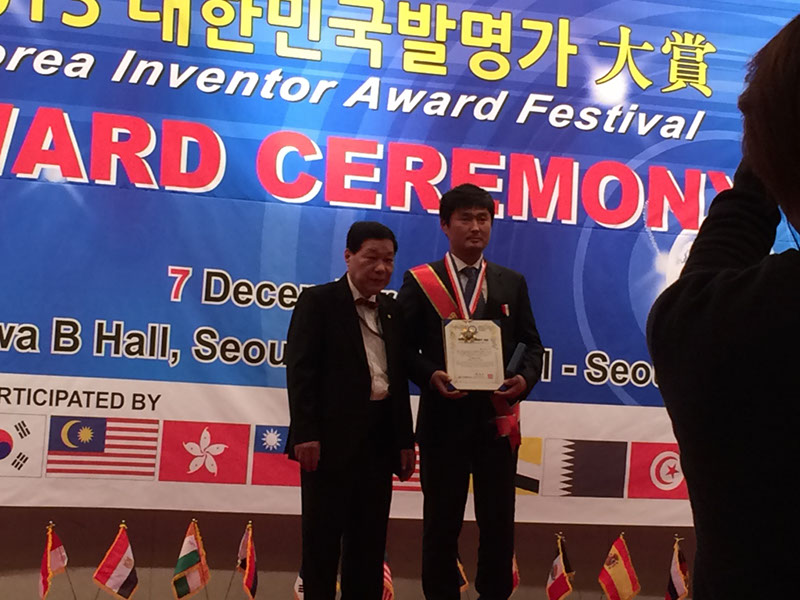 대한민국발명가 大賞
orea Inventor Award Festival
WARD CEREMONY
7 Decem
wa B Hall, Seou l - Seou
RTICIPATED BY